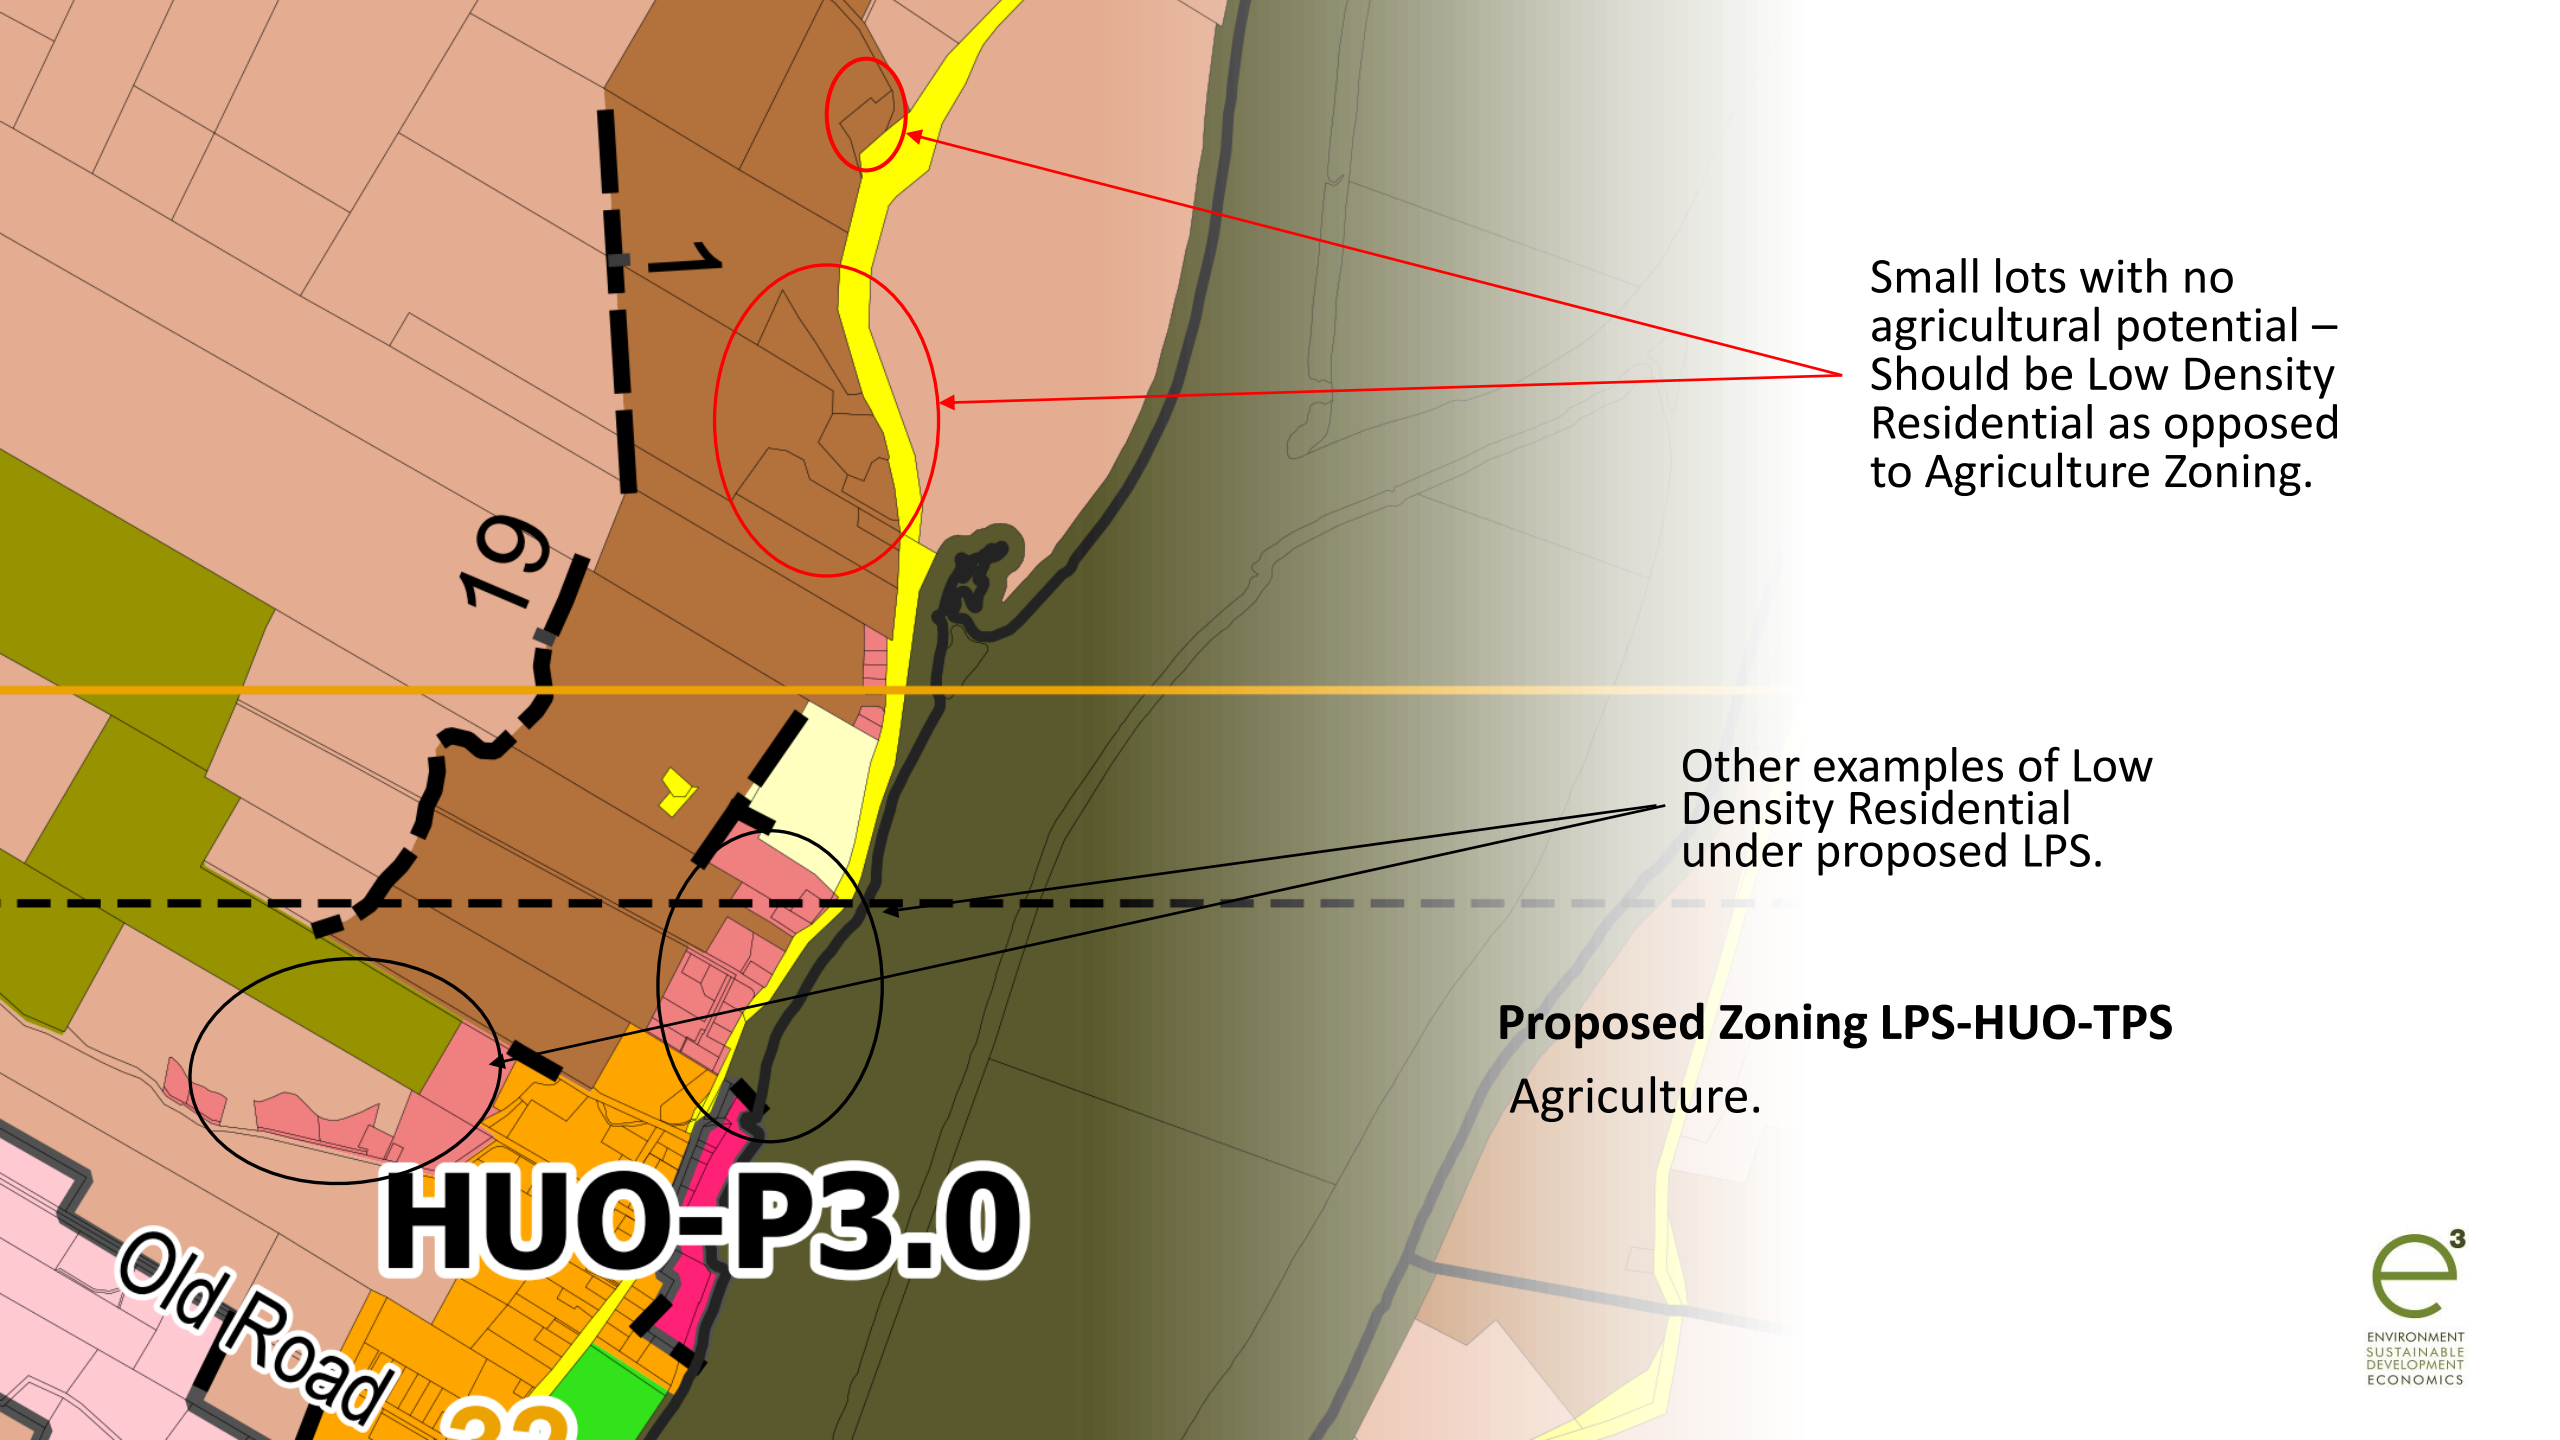 1
Small lots with no
agricultural potential –
Should be Low Density
Residential as opposed
to Agriculture Zoning.
19
Other examples of Low
Density Residential
under proposed LPS.
Proposed Zoning LPS-HUO-TPS
Agriculture.
HUO-P3.0
Old Road
e³
ENVIRONMENT
SUSTAINABLE
DEVELOPMENT
ECONOMICS